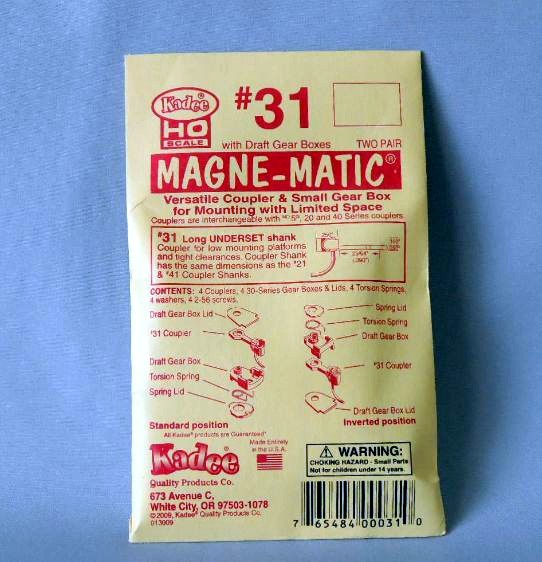 Kadee®
HO
SCALE
#31
with Draft Gear Boxes TWO PAIR
MAGNE-MATIC®
Versatile Coupler & Small Gear Box
for Mounting with Limited Space
Couplers are interchangeable with NO 5®, 20 and 40 Series couplers
#31 Long UNDERSET shank
Coupler for low mounting platforms
and tight clearances. Coupler Shank
has the same dimensions as the #21
& #41 Coupler Shanks.
25/64"
CONTENTS: 4 Couplers, 4 30-Series Gear Boxes & Lids, 4 Torsion Springs,
4 washers, 4 2-56 screws.
Draft Gear Box Lid
#31 Coupler
Draft Gear Box
Torsion Spring
Spring Lid
Standard position
Spring Lid
Torsion Spring
Draft Gear Box
#31 Coupler
Draft Gear Box Lid
Inverted position
All Kadee® products are Guaranteed*
Made Entirely
in the U.S.A.
Kadee®
Quality Products Co.
673 Avenue C,
White City, OR 97503-1078
©2009, Kadee® Quality Products Co.
013009
WARNING:
CHOKING HAZARD - Small Parts
Not for children under 14 years.
7 65484 00031 0